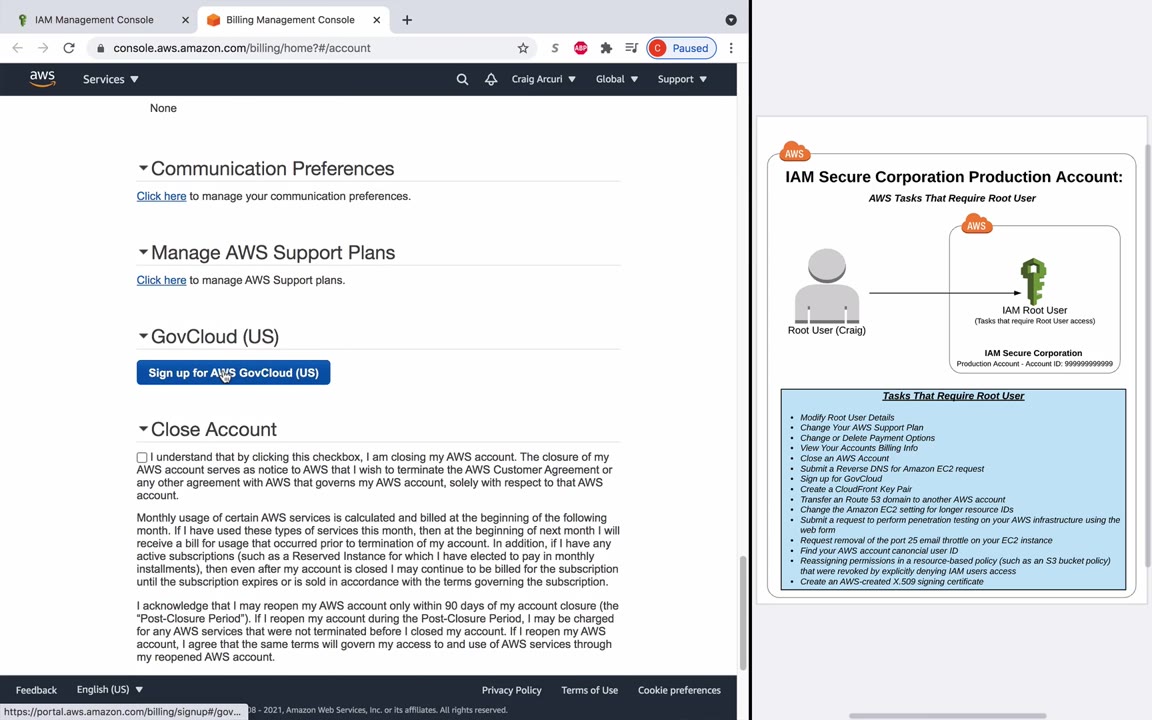 IAM Management Console
Billing Management Console
console.aws.amazon.com/billing/home?#/account
S
ABP
C Paused
aws
Services
Craig Arcuri
Global
Support
None
Communication Preferences
Click here to manage your communication preferences.
Manage AWS Support Plans
Click here to manage AWS Support plans.
GovCloud (US)
Sign up for AWS GovCloud (US)
Close Account
I understand that by clicking this checkbox, I am closing my AWS account. The closure of my
AWS account serves as notice to AWS that I wish to terminate the AWS Customer Agreement or
any other agreement with AWS that governs my AWS account, solely with respect to that AWS
account.
Monthly usage of certain AWS services is calculated and billed at the beginning of the following
month. If I have used these types of services this month, then at the beginning of next month I will
receive a bill for usage that occurred prior to termination of my account. In addition, if I have any
active subscriptions (such as a Reserved Instance for which I have elected to pay in monthly
installments), then even after my account is closed I may continue to be billed for the subscription
until the subscription expires or is sold in accordance with the terms governing the subscription.
I acknowledge that I may reopen my AWS account only within 90 days of my account closure (the
“Post-Closure Period”). If I reopen my account during the Post-Closure Period, I may be charged
for any AWS services that were not terminated before I closed my account. If I reopen my AWS
account, I agree that the same terms will govern my access to and use of AWS services through
my reopened AWS account.
Feedback
English (US)
Privacy Policy
Terms of Use
Cookie preferences
https://portal.aws.amazon.com/billing/signup#/gov...
08 - 2021, Amazon Web Services, Inc. or its affiliates. All rights reserved.
AWS
IAM Secure Corporation Production Account:
AWS Tasks That Require Root User
AWS
Root User (Craig)
IAM Root User
(Tasks that require Root User access)
IAM Secure Corporation
Production Account - Account ID: 999999999999
Tasks That Require Root User
• Modify Root User Details
• Change Your AWS Support Plan
• Change or Delete Payment Options
• View Your Accounts Billing Info
• Close an AWS Account
• Submit a Reverse DNS for Amazon EC2 request
• Sign up for GovCloud
• Create a CloudFront Key Pair
• Transfer an Route 53 domain to another AWS account
• Change the Amazon EC2 setting for longer resource IDs
• Submit a request to perform penetration testing on your AWS infrastructure using the
web form
• Request removal of the port 25 email throttle on your EC2 instance
• Find your AWS account canoncial user ID
• Reassigning permissions in a resource-based policy (such as an S3 bucket policy)
that were revoked by explicitly denying IAM users access
• Create an AWS-created X.509 signing certificate